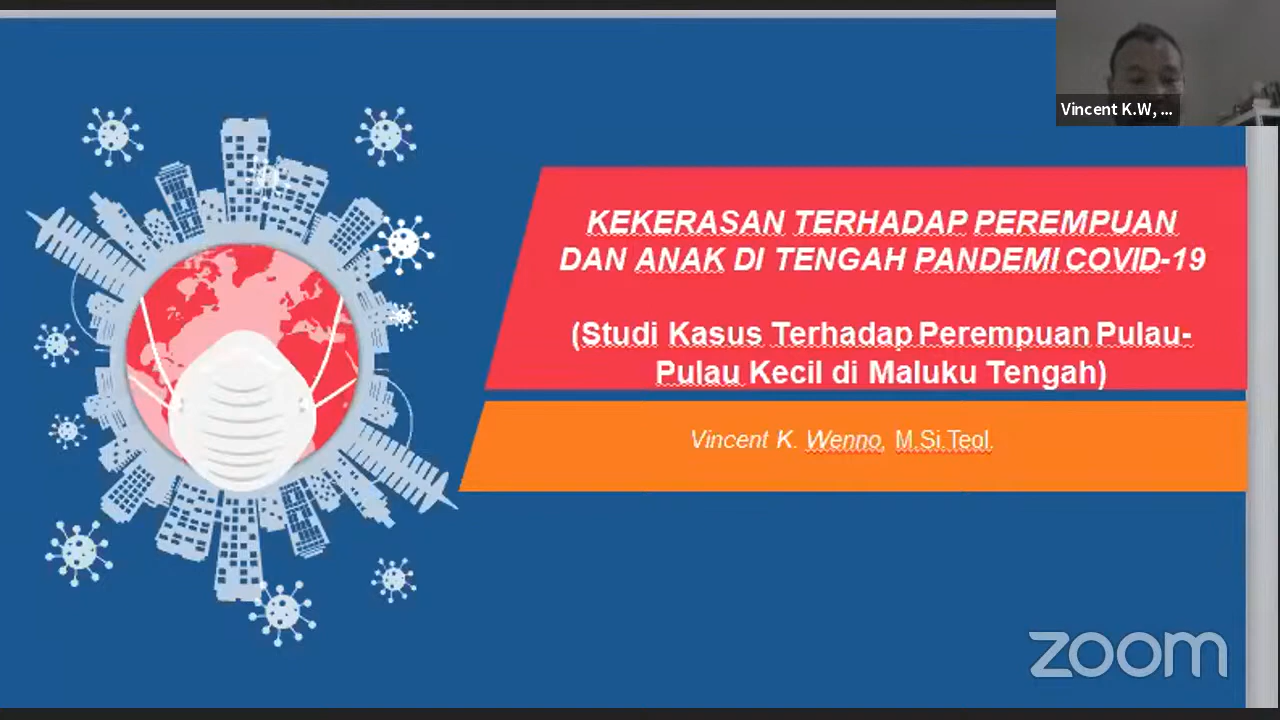 Vincent K.W, ...
KEKERASAN TERHADAP PEREMPUAN
DAN ANAK DI TENGAH PANDEMI COVID-19
(Studi Kasus Terhadap Perempuan Pulau-
Pulau Kecil di Maluku Tengah)
Vincent K. Wenno, M.Si.Teol.
zoom